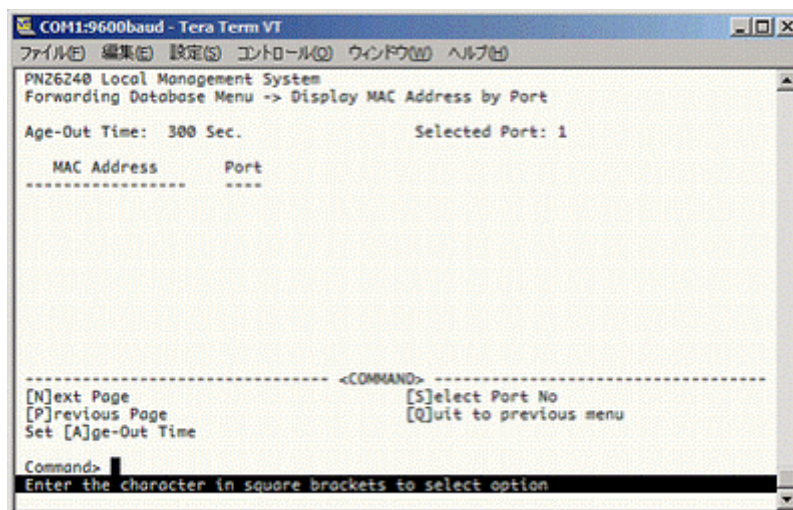 COM1:9600baud - Tera Term VT
ファイル(F) 編集(E) 設定(S) コントロール(O) ウィンドウ(W) ヘルプ(H)
PN26240 Local Management System
Forwarding Database Menu -> Display MAC Address by Port
Age-Out Time: 300 Sec. Selected Port: 1
MAC Address Port
----------------- ----
-------------------------------- <COMMAND> -----------------------------------
[N]ext Page [S]elect Port No
[P]revious Page [Q]uit to previous menu
Set [A]ge-Out Time
Command>
Enter the character in square brackets to select option